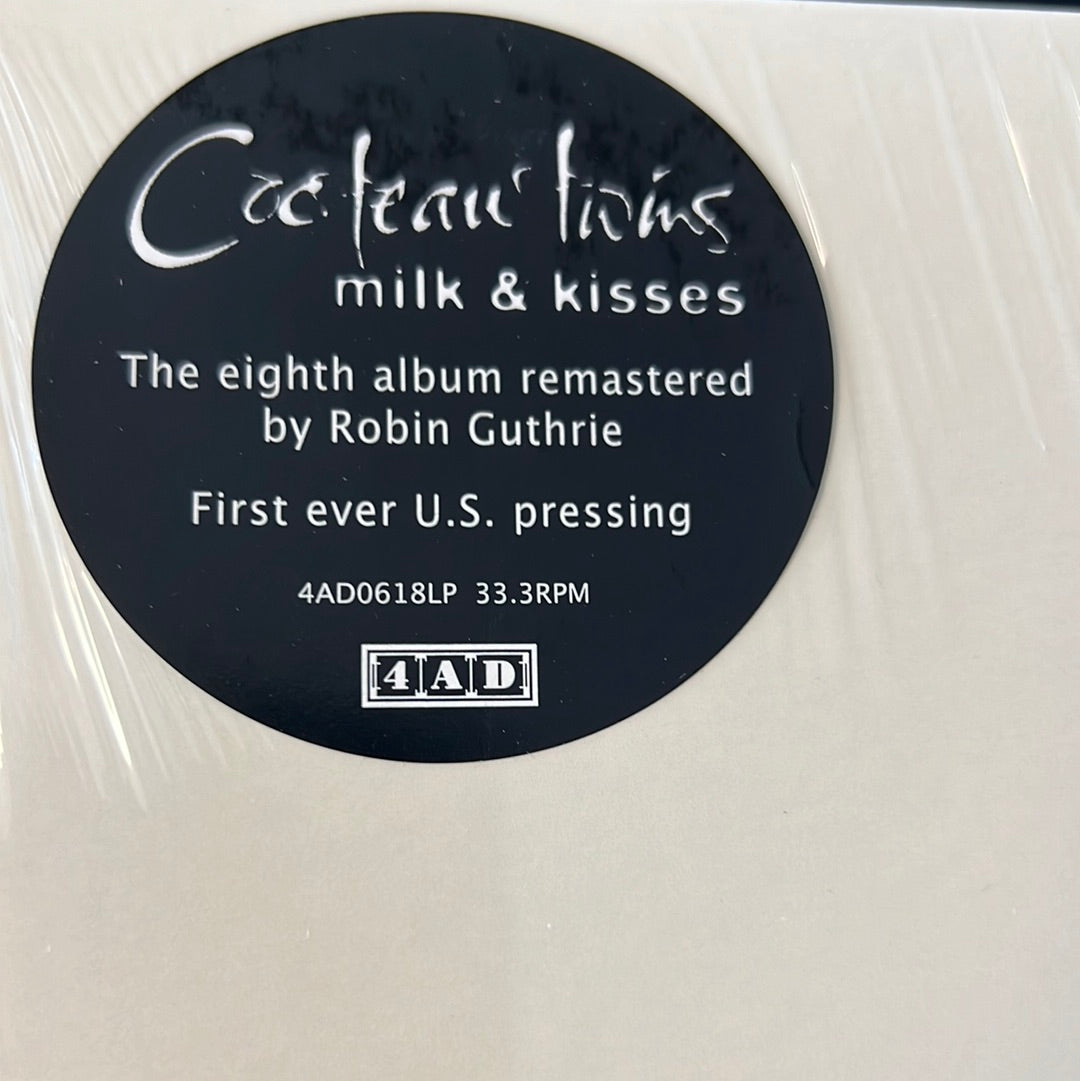 Cocteau twins
milk & kisses
The eighth album remastered
by Robin Guthrie
First ever U.S. pressing
4AD0618LP 33.3RPM
4AD